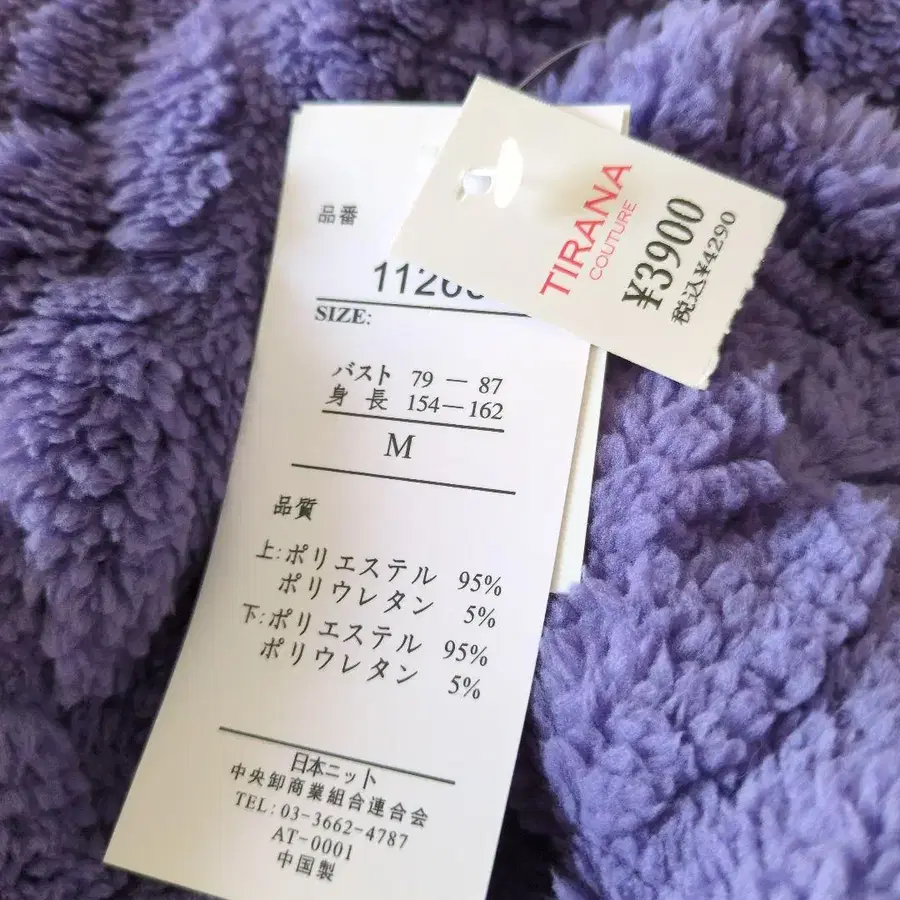 TIRANA
COUTURE
¥3900
税込¥4290
品番
SIZE:
バスト 79 — 87
身長 154—162
M
品質
上:ポリエステル 95%
ポリウレタン 5%
下:ポリエステル 95%
ポリウレタン 5%
日本ニット
中央卸商業組合連合会
TEL: 03-3662-4787
AT-0001
中国製